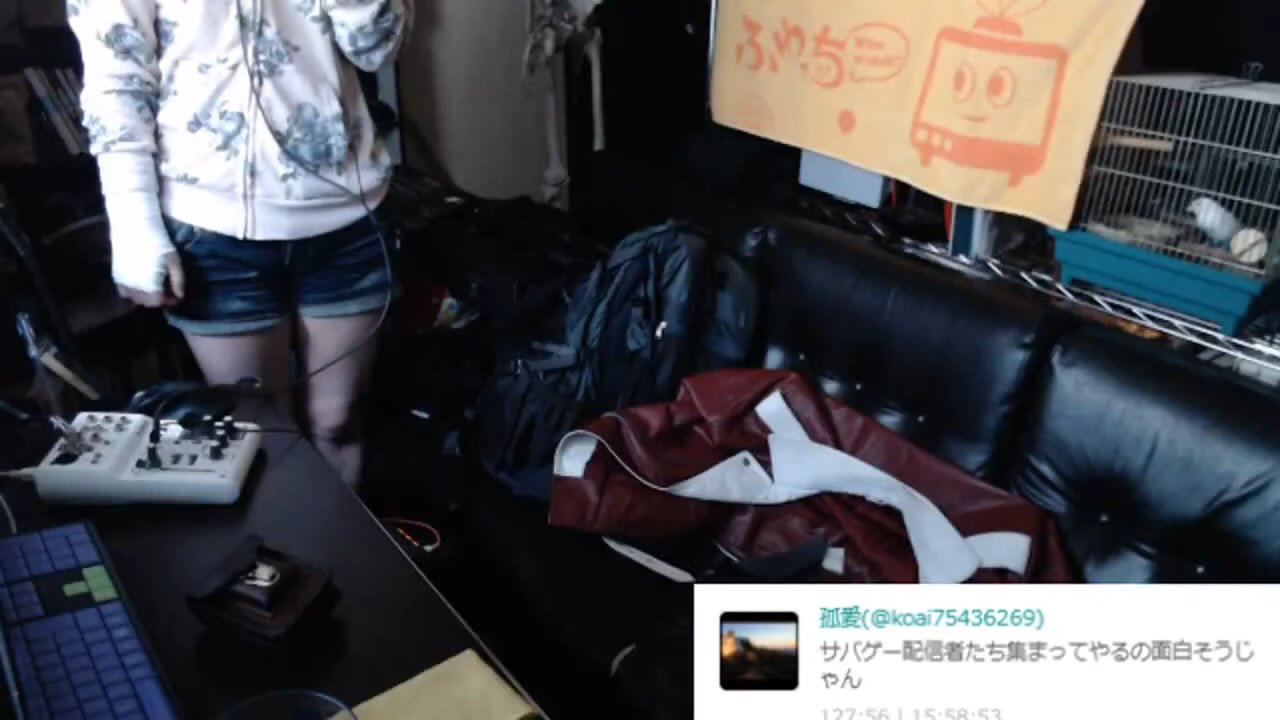 ふわっち
孤愛(@koai75436269)
サバゲー配信者たち集まってやるの面白そうじ
ゃん
127:56 | 15:58:53